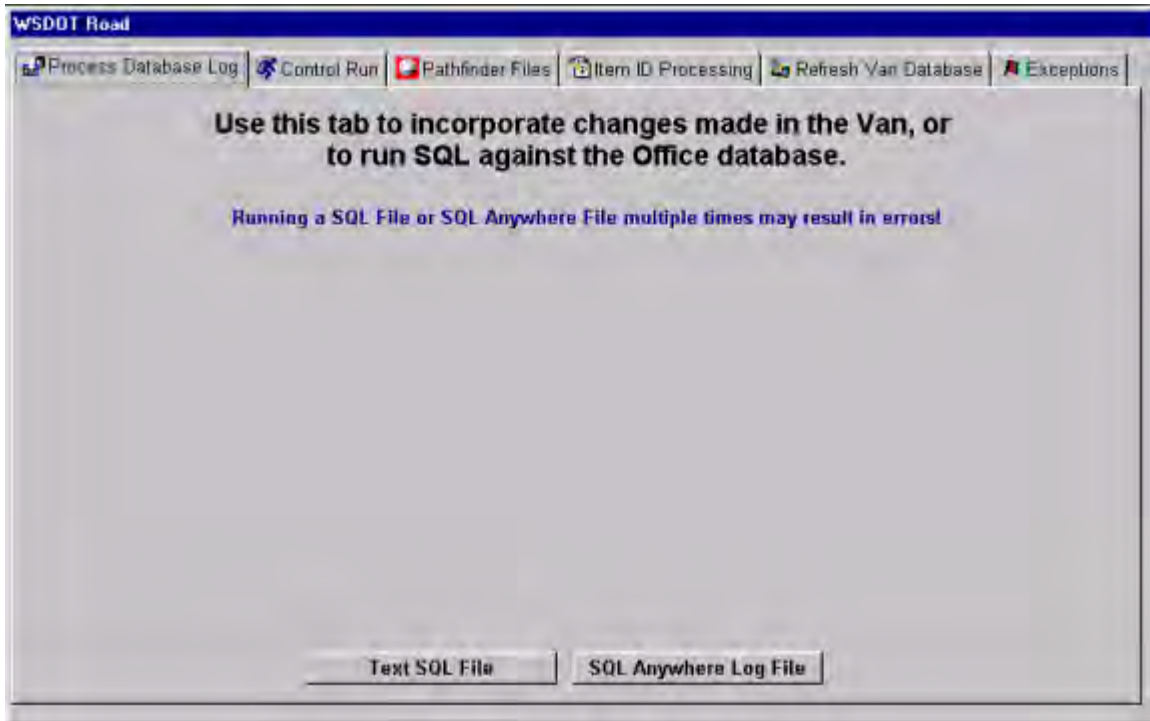 WSDOT Road
Process Database Log Control Run Pathfinder Files Item ID Processing Refresh Van Database Exceptions
Use this tab to incorporate changes made in the Van, or
to run SQL against the Office database.
Running a SQL File or SQL Anywhere File multiple times may result in errors!
Text SQL File SQL Anywhere Log File